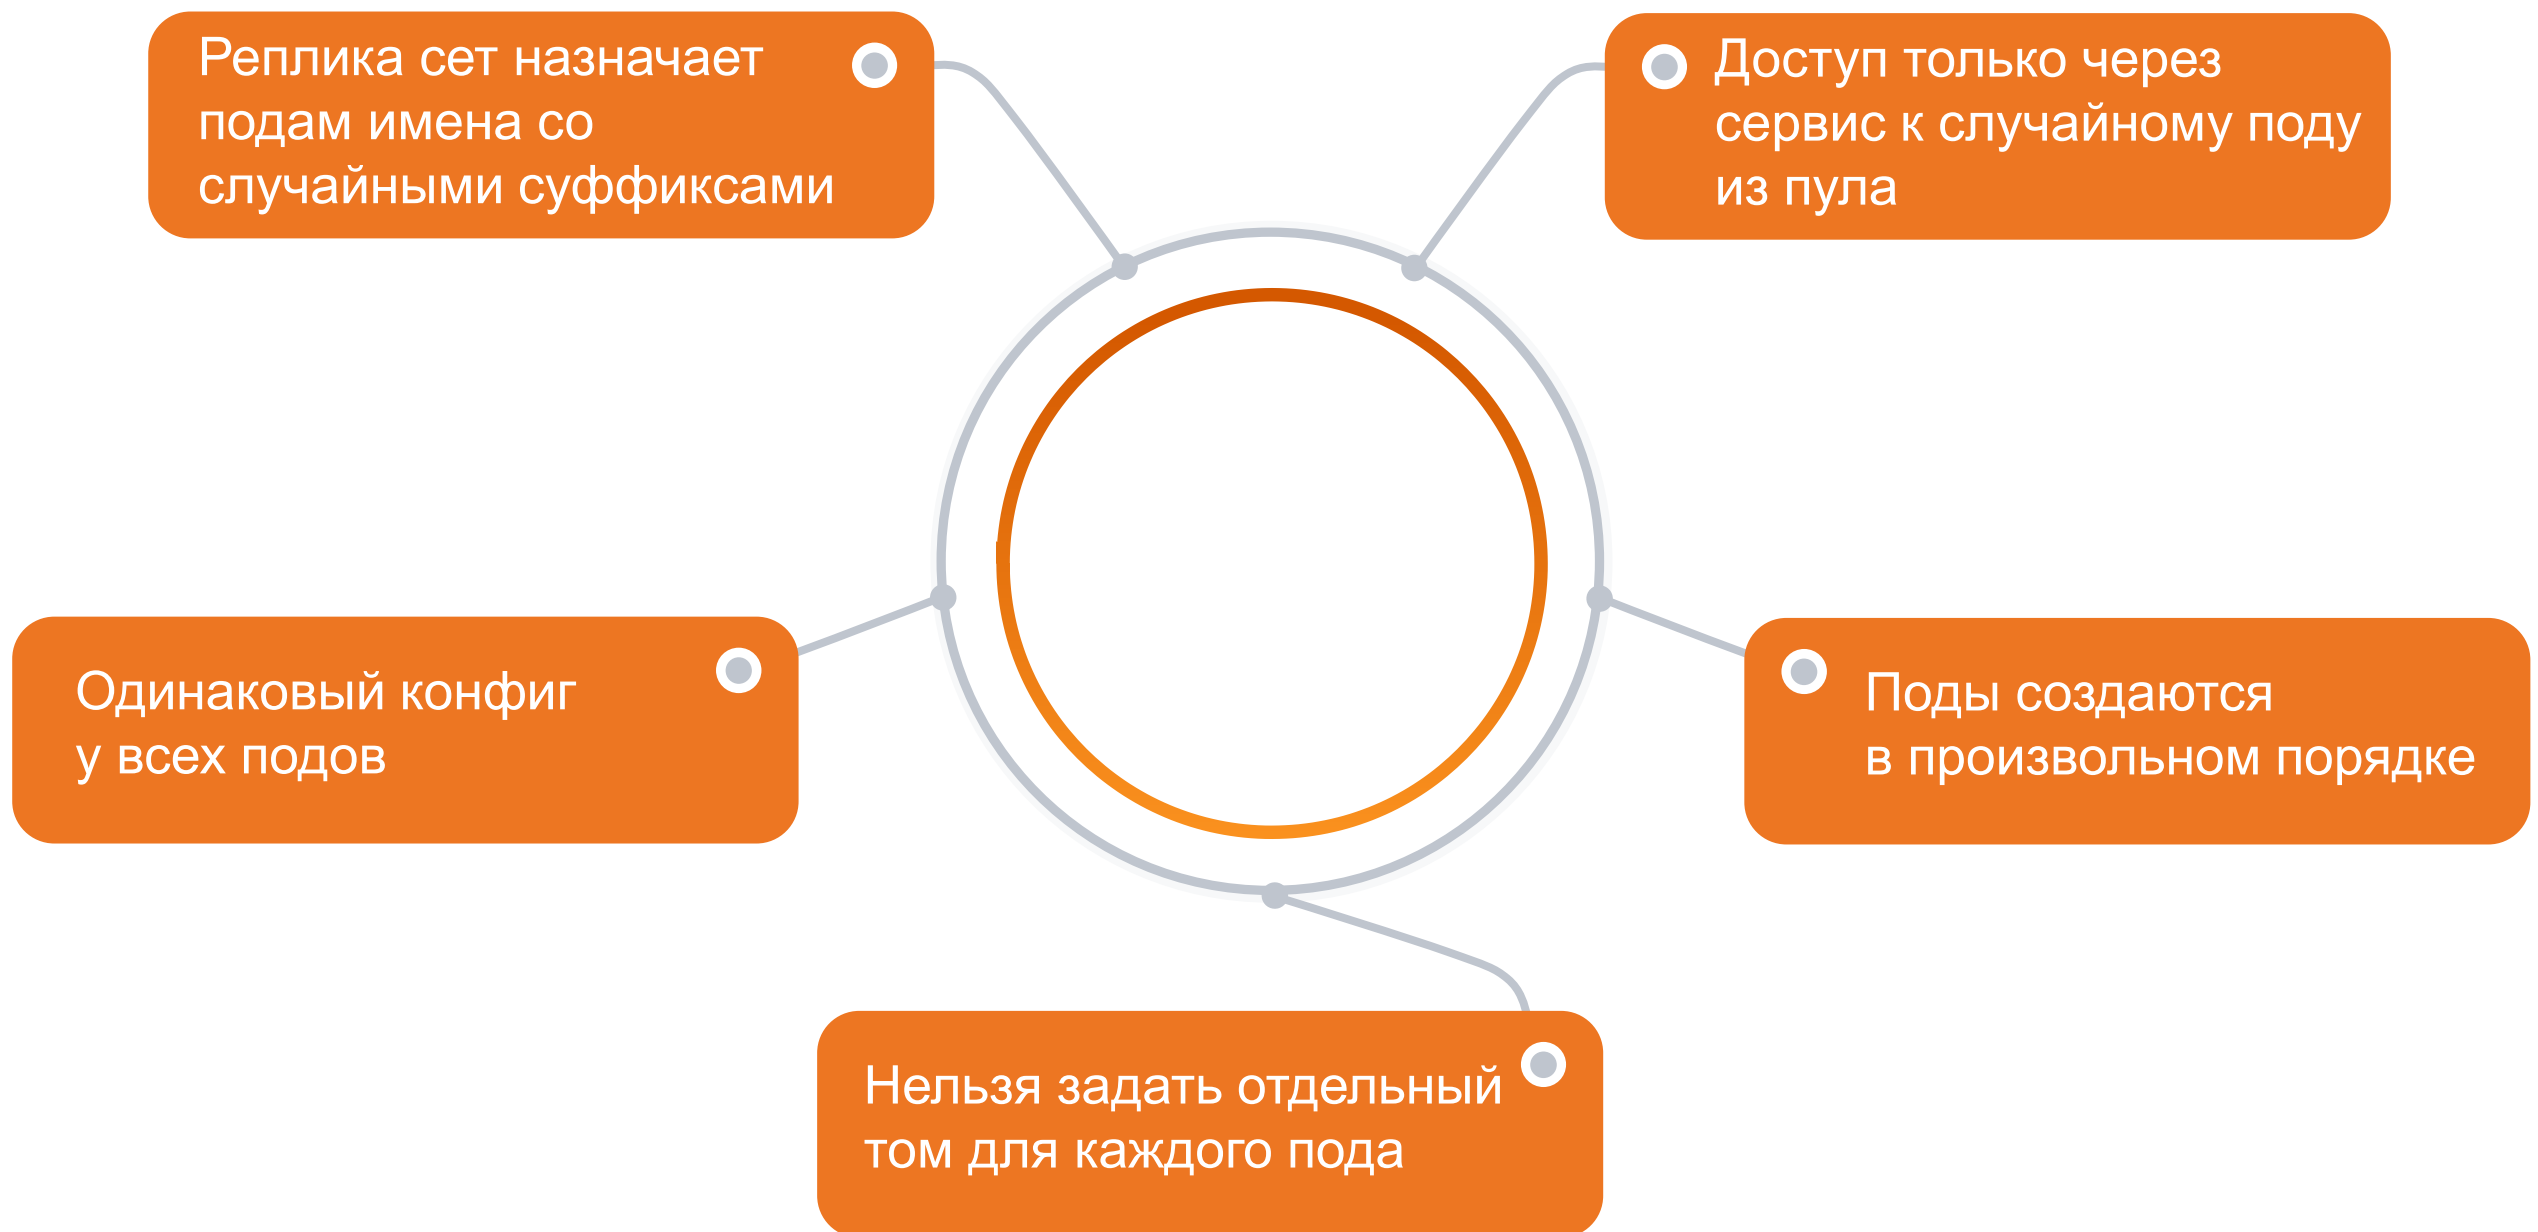 Реплика сет назначает
подам имена со
случайными суффиксами
Доступ только через
сервис к случайному поду
из пула
Одинаковый конфиг
у всех подов
Поды создаются
в произвольном порядке
Нельзя задать отдельный
том для каждого пода